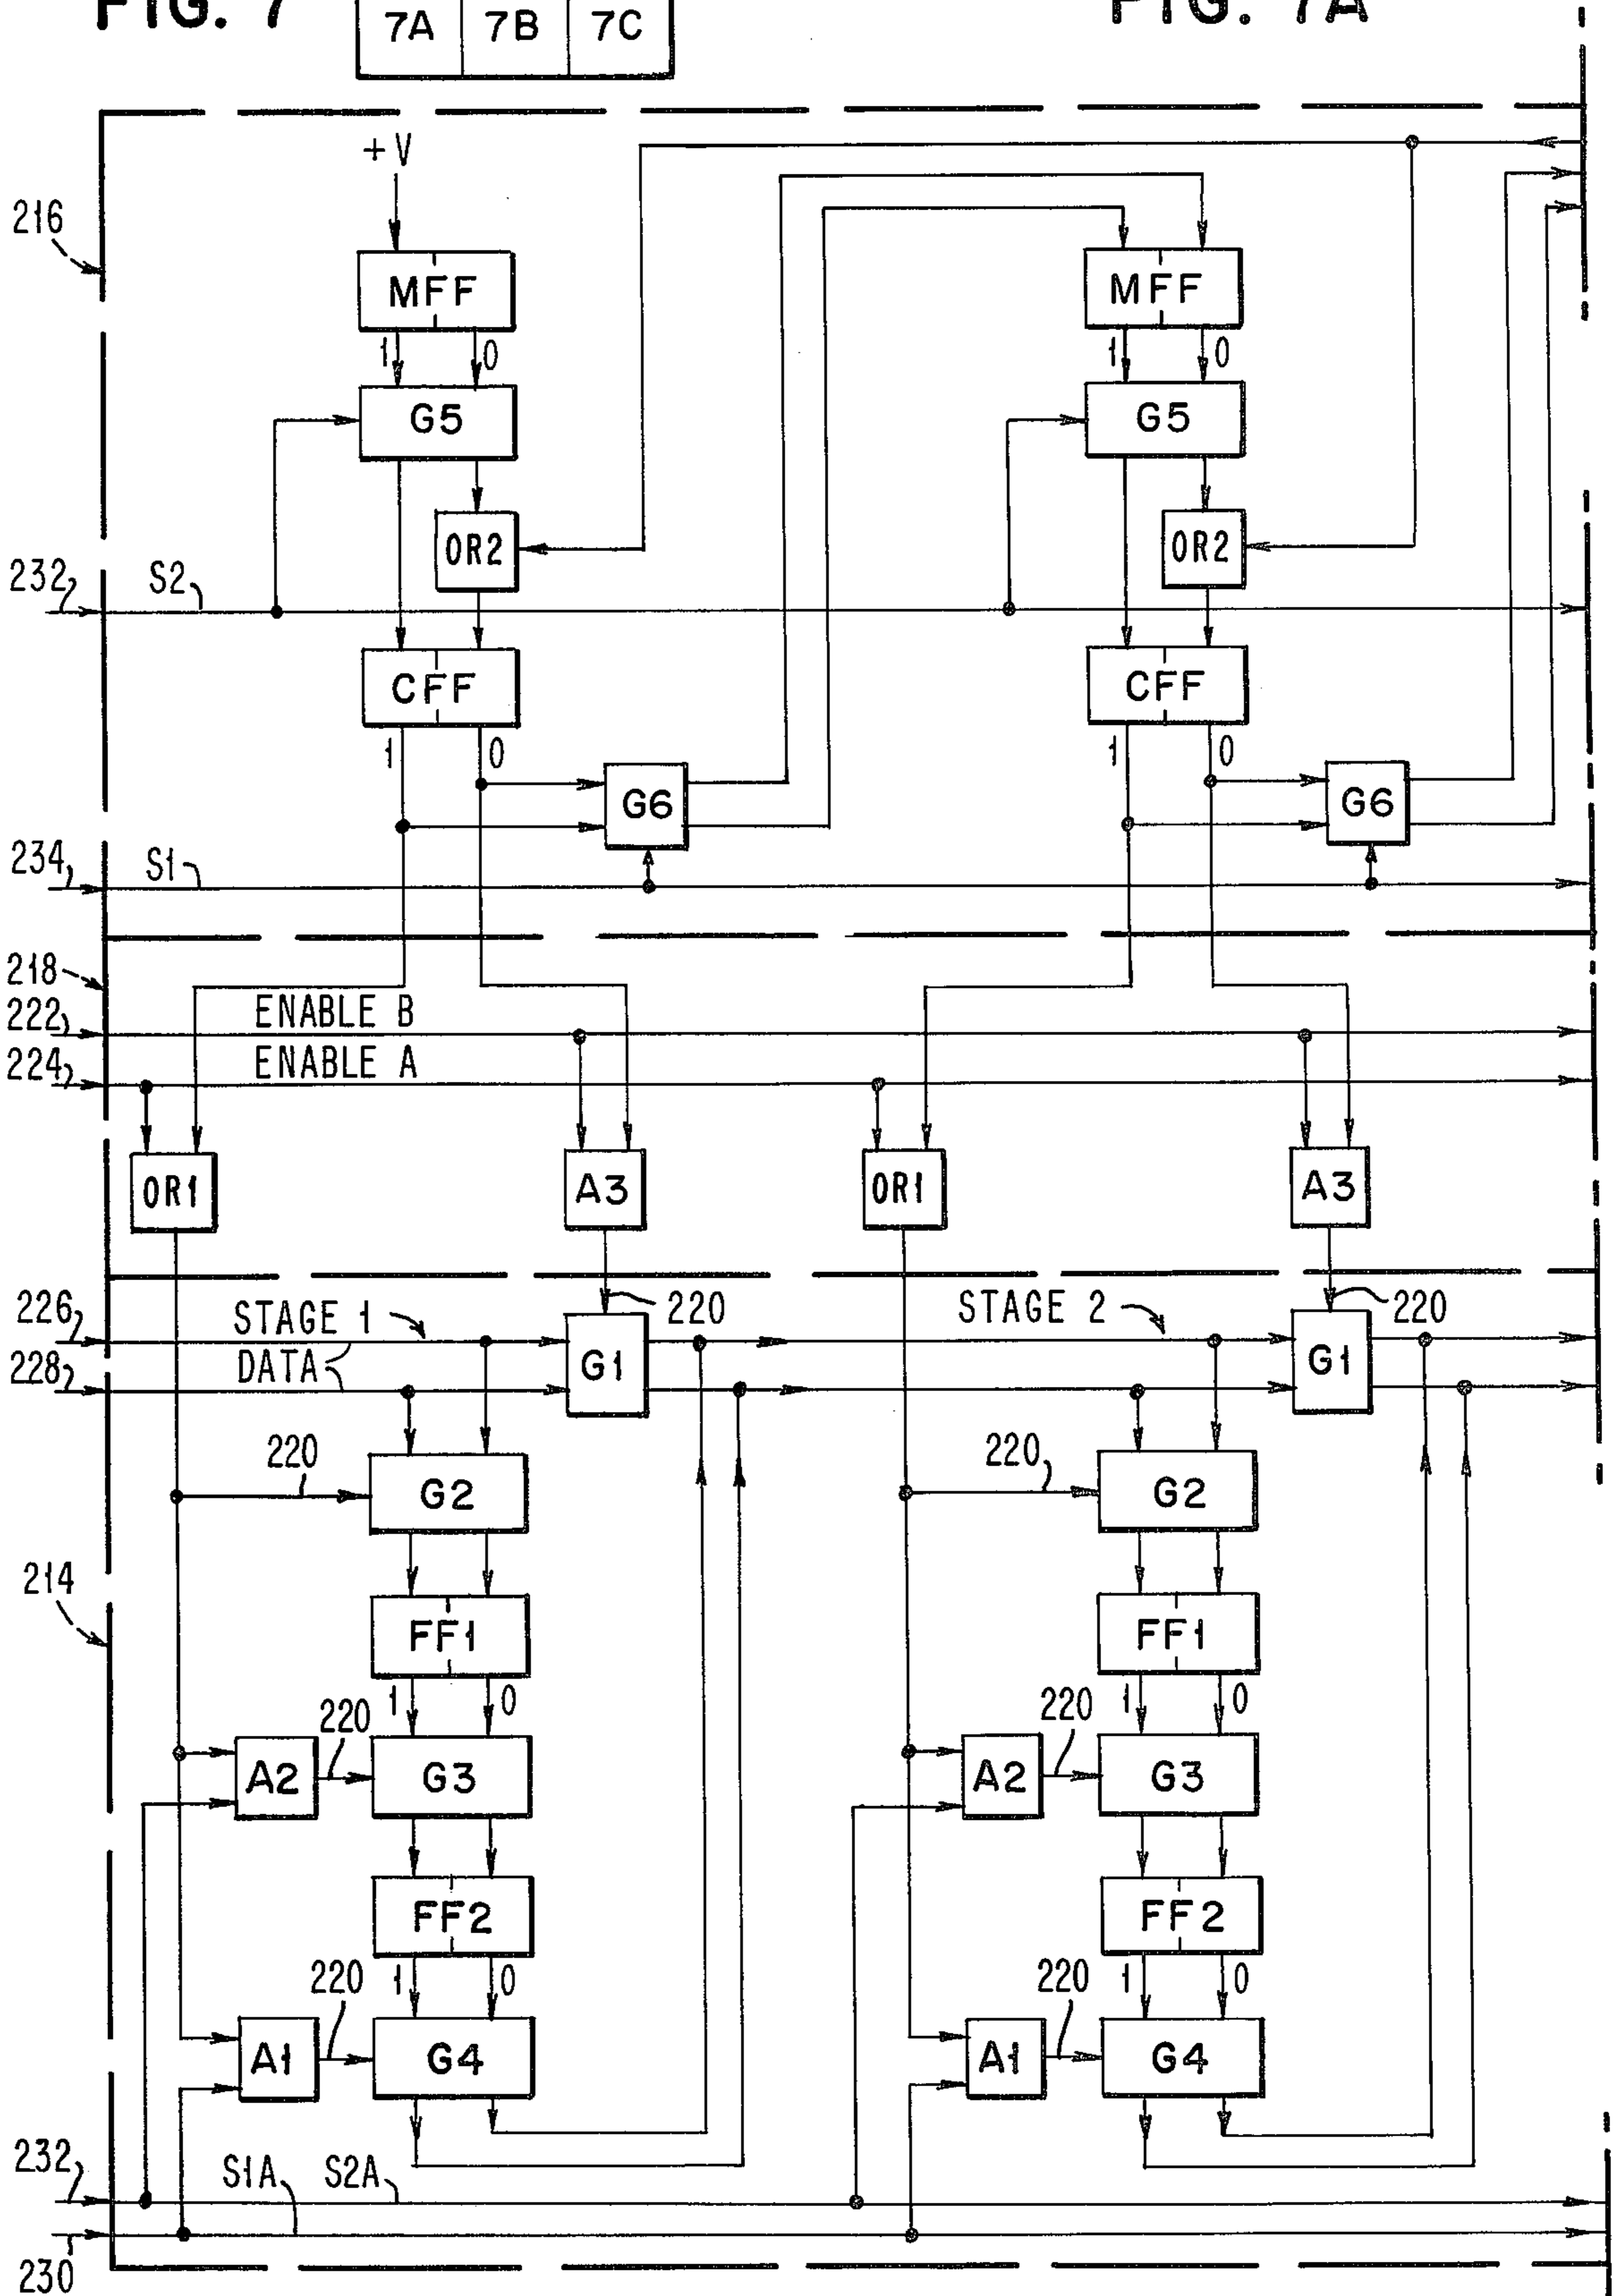 FIG. 7
7A 7B 7C
FIG. 7A
+V
216
MFF MFF
1 0 1 0
G5 G5
OR2 OR2
232 S2
CFF CFF
1 0 1 0
G6 G6
234 S1
218
222 ENABLE B
224 ENABLE A
OR1 A3 OR1 A3
226 STAGE 1 220 STAGE 2 220
228 DATA G1 G1
220 G2 220 G2
214
FF1 FF1
1 0 1 0
220 220
A2 G3 A2 G3
FF2 FF2
1 0 1 0
220 220
A1 G4 A1 G4
232 S1A S2A
230